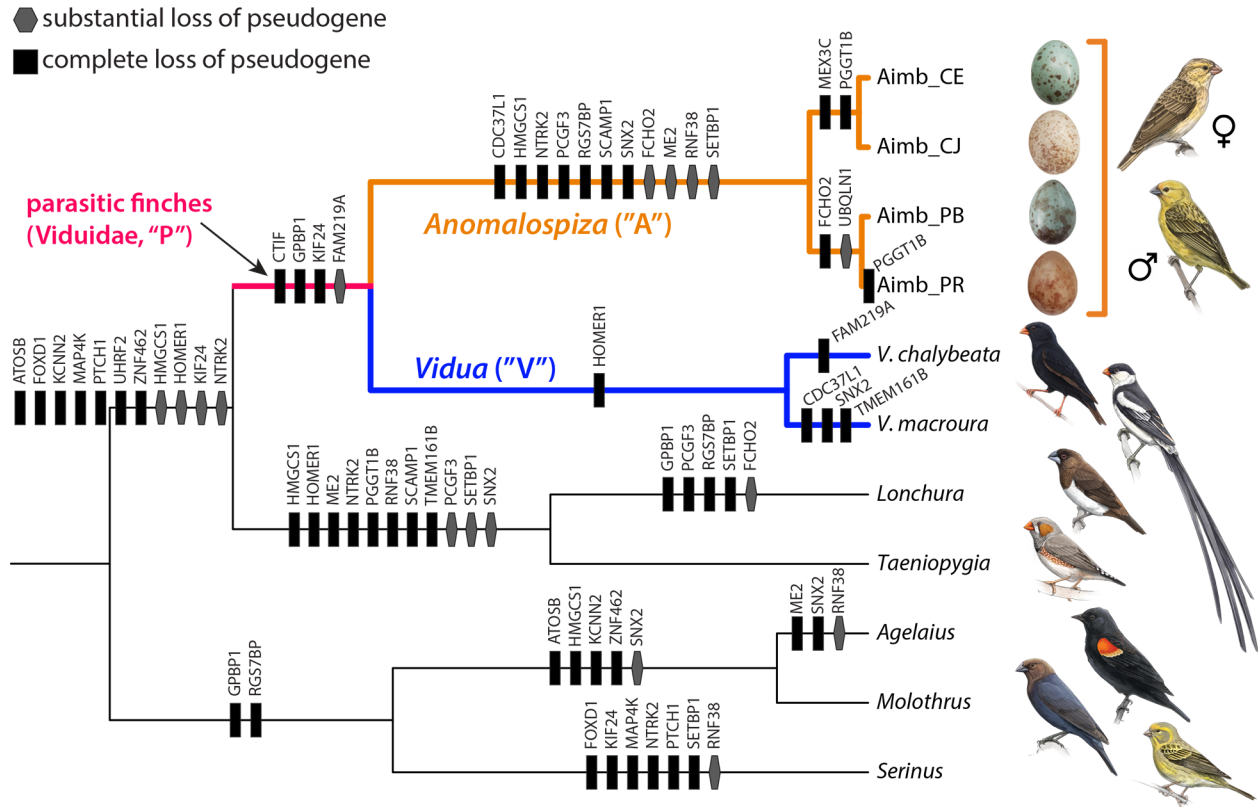 substantial loss of pseudogene
complete loss of pseudogene
MEX3C
PGGT1B
Aimb_CE
CDC37L1
HMGCS1
NTRK2
PCGF3
RGS7BP
SCAMP1
SNX2
FCHO2
ME2
RNF38
SETBP1
Aimb_CJ
♀
parasitic finches
(Viduidae, “P”)
Anomalospiza (”A”)
CTIF
GPBP1
KIF24
FAM219A
FCHO2
UBQLN1
Aimb_PB
PGGT1B
Aimb_PR
♂
ATOSB
FOXD1
KCNN2
MAP4K
PTCH1
UHRF2
ZNF462
HMGCS1
HOMER1
KIF24
NTRK2
Vidua (”V”)
HOMER1
FAM219A
V. chalybeata
CDC37L1
SNX2
TMEM161B
V. macroura
HMGCS1
HOMER1
ME2
NTRK2
PGGT1B
RNF38
SCAMP1
TMEM161B
PCGF3
SETBP1
SNX2
GPBP1
PCGF3
RGS7BP
SETBP1
FCHO2
Lonchura
Taeniopygia
GPBP1
RGS7BP
ATOSB
HMGCS1
KCNN2
ZNF462
SNX2
ME2
SNX2
RNF38
Agelaius
Molothrus
FOXD1
KIF24
MAP4K
NTRK2
PTCH1
SETBP1
RNF38
Serinus